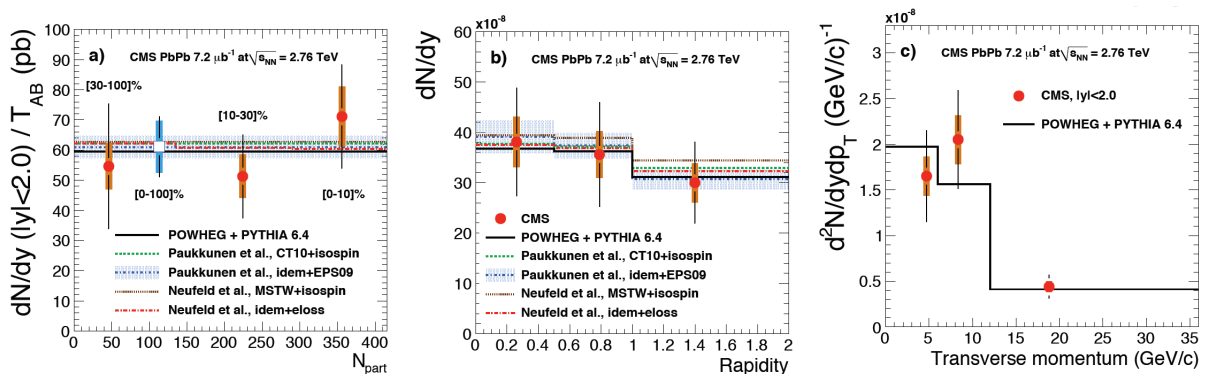 dN/dy (|y|<2.0) / T_AB (pb)
100
90
80
70
60
50
40
30
20
10
0
a)
CMS PbPb 7.2 μb⁻¹ at √s_NN = 2.76 TeV
[30-100]%
[10-30]%
[0-100]%
[0-10]%
POWHEG + PYTHIA 6.4
Paukkunen et al., CT10+isospin
Paukkunen et al., idem+EPS09
Neufeld et al., MSTW+isospin
Neufeld et al., idem+eloss
0 50 100 150 200 250 300 350 400
N_part
×10⁻⁸
dN/dy
60
50
40
30
20
10
0
b)
CMS PbPb 7.2 μb⁻¹ at √s_NN = 2.76 TeV
CMS
POWHEG + PYTHIA 6.4
Paukkunen et al., CT10+isospin
Paukkunen et al., idem+EPS09
Neufeld et al., MSTW+isospin
Neufeld et al., idem+eloss
0 0.2 0.4 0.6 0.8 1 1.2 1.4 1.6 1.8 2
Rapidity
×10⁻⁸
d²N/dydp_T (GeV/c)⁻¹
3
2.5
2
1.5
1
0.5
0
c)
CMS PbPb 7.2 μb⁻¹ at √s_NN = 2.76 TeV
CMS, |y|<2.0
POWHEG + PYTHIA 6.4
0 5 10 15 20 25 30 35
Transverse momentum (GeV/c)